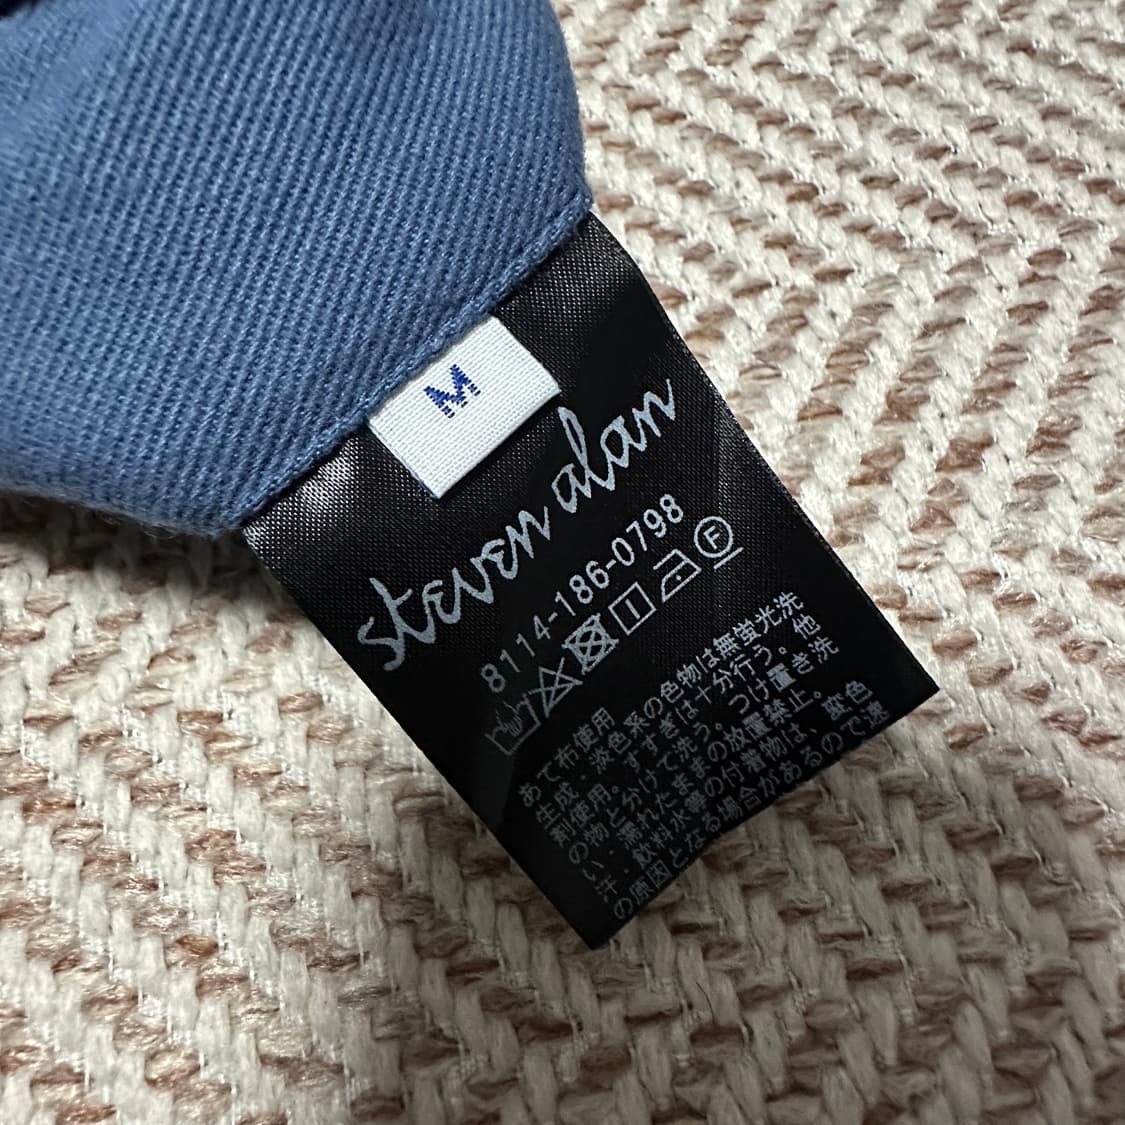 M
steven alan
8114-186-0798
F
あて布使用
生成・淡色系の色物は無蛍光洗
剤使用。すすぎは十分行う。他
の物と分けて洗う。つけ置き洗
い・濡れたままの放置禁止。
汗・飲料水等の付着物は、変色
の原因となる場合があるので速